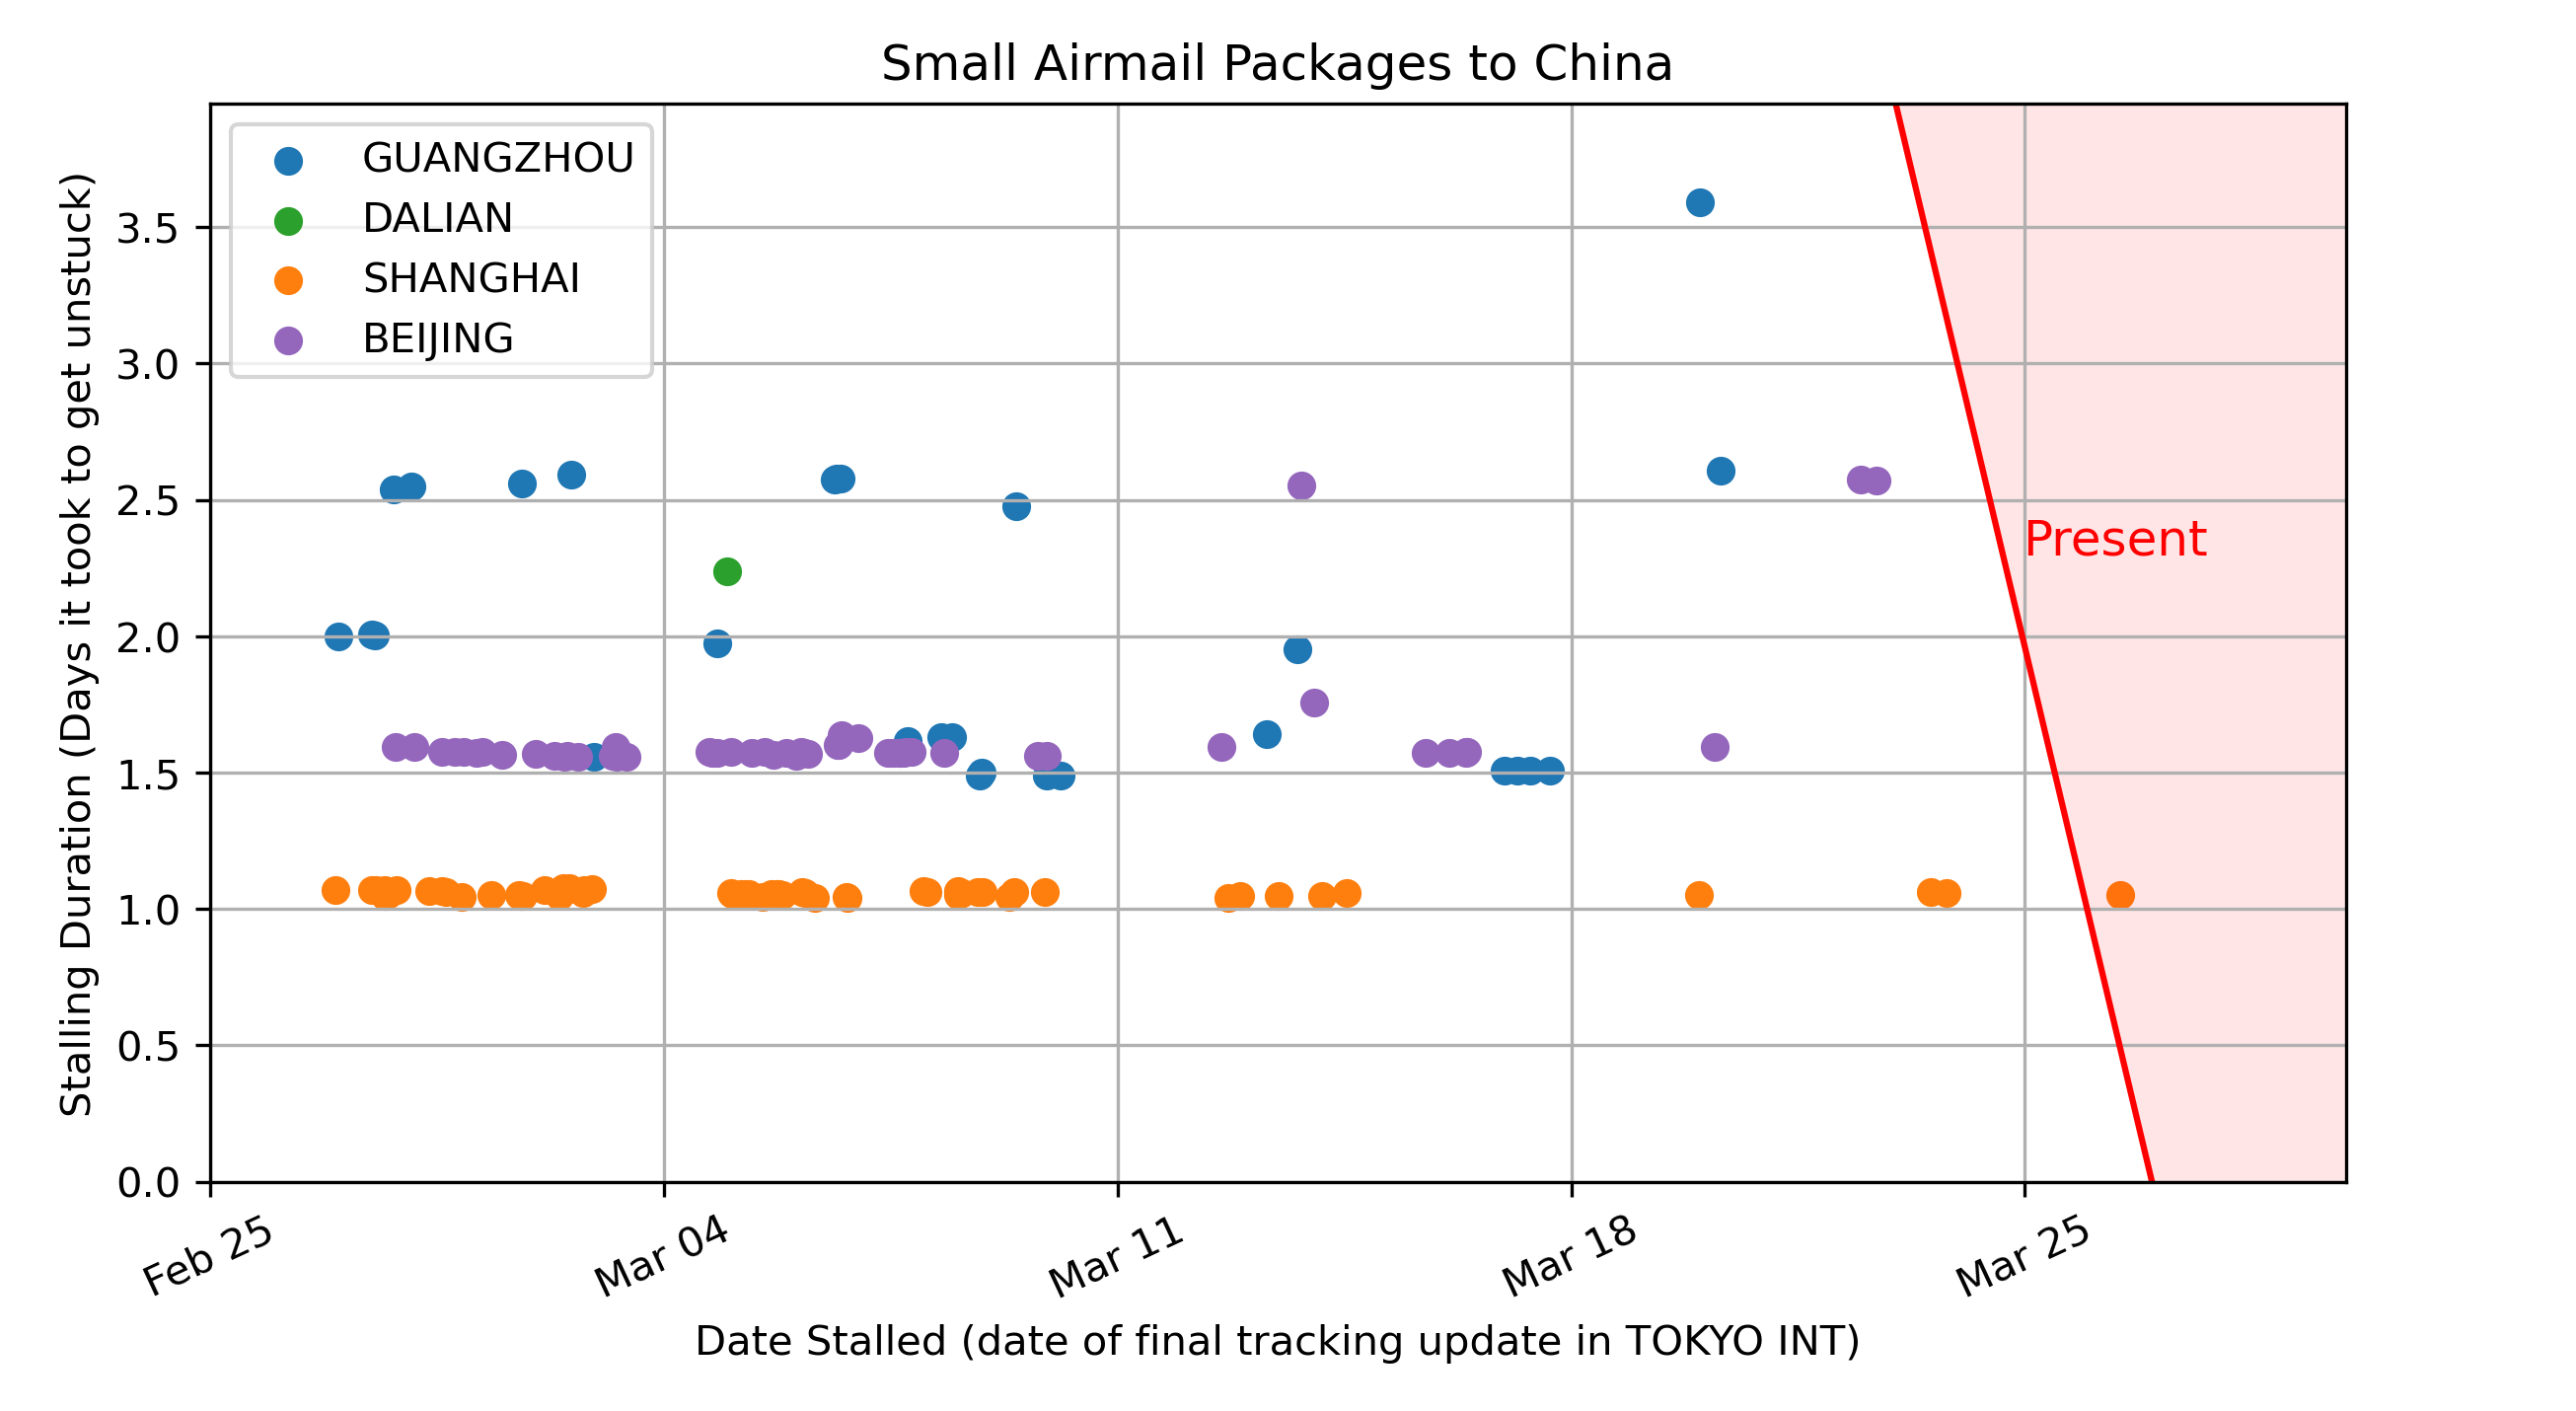 Small Airmail Packages to China
GUANGZHOU
DALIAN
SHANGHAI
BEIJING
Stalling Duration (Days it took to get unstuck)
3.5
3.0
2.5
2.0
1.5
1.0
0.5
0.0
Present
Feb 25
Mar 04
Mar 11
Mar 18
Mar 25
Date Stalled (date of final tracking update in TOKYO INT)